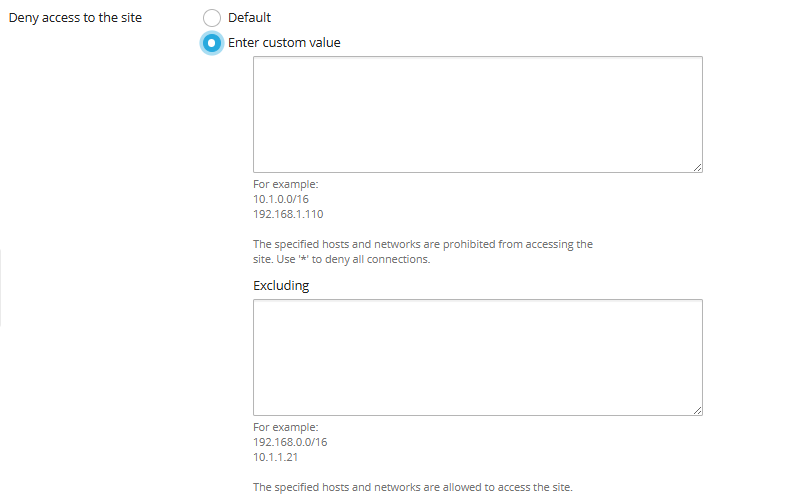 Deny access to the site
Default
Enter custom value
For example:
10.1.0.0/16
192.168.1.110
The specified hosts and networks are prohibited from accessing the
site. Use '*' to deny all connections.
Excluding
For example:
192.168.0.0/16
10.1.1.21
The specified hosts and networks are allowed to access the site.